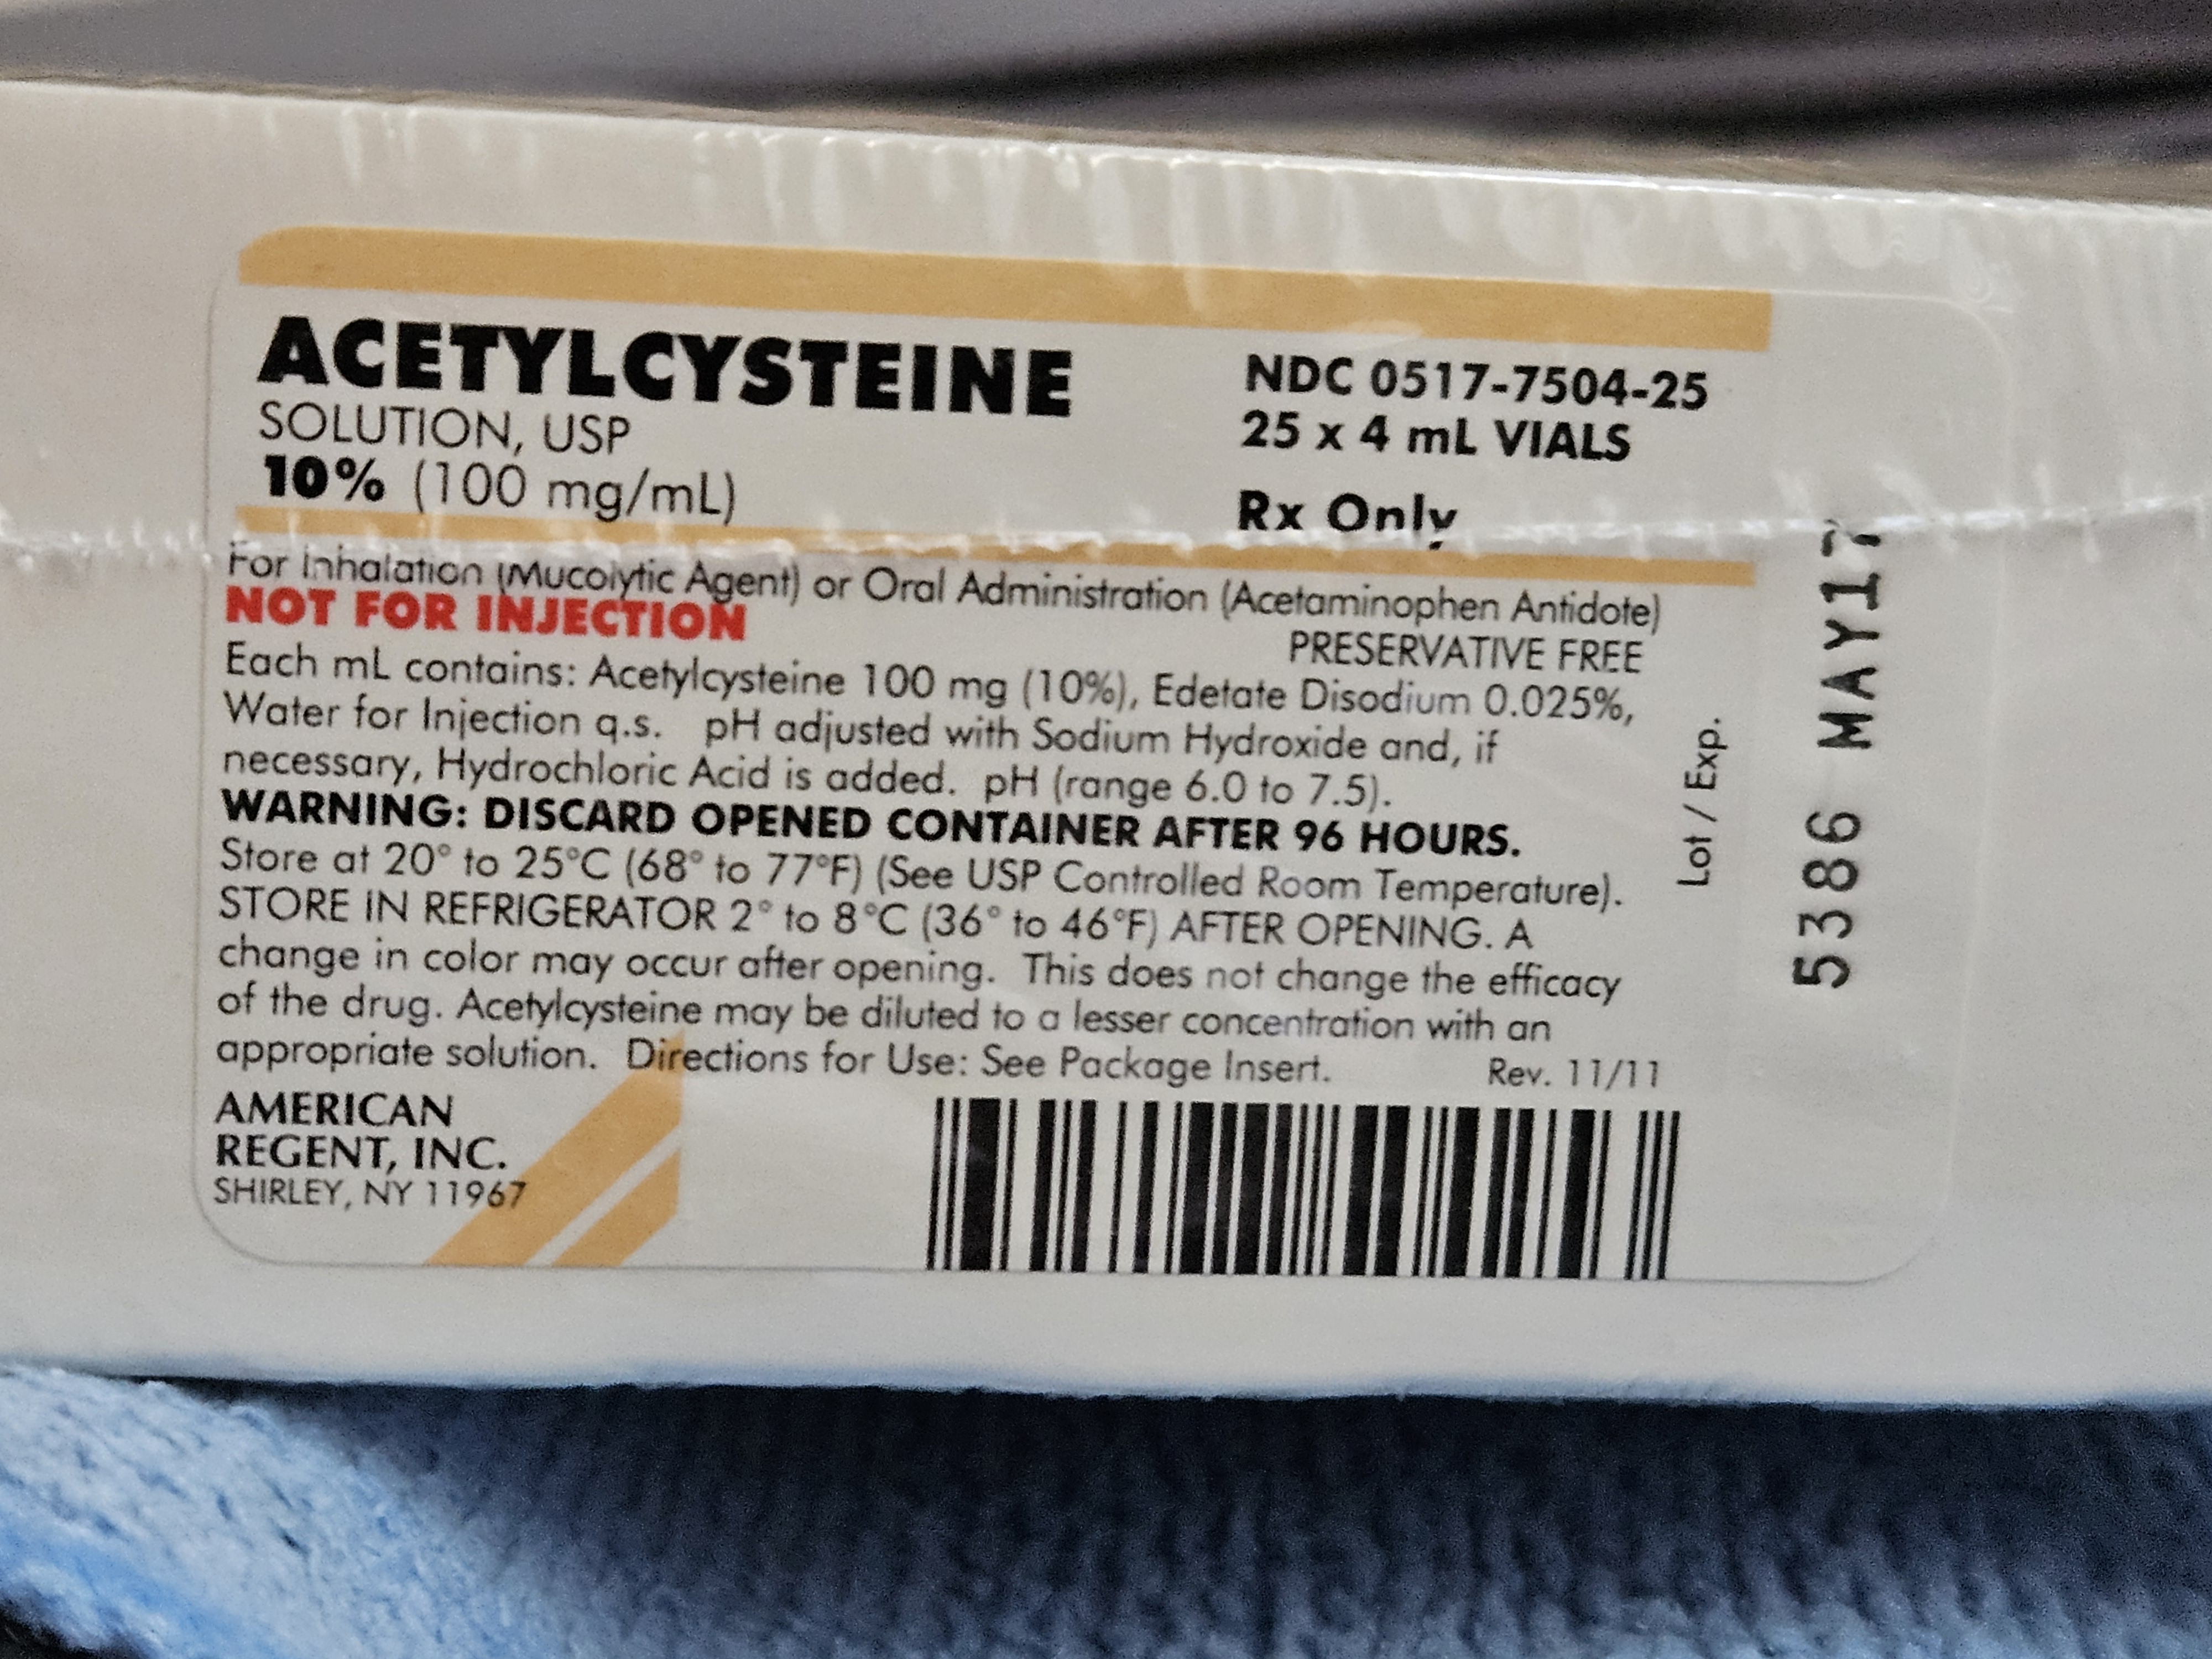 ACETYLCYSTEINE
SOLUTION, USP
10% (100 mg/mL)
NDC 0517-7504-25
25 x 4 mL VIALS
Rx Only
For Inhalation (Mucolytic Agent) or Oral Administration (Acetaminophen Antidote)
NOT FOR INJECTION
PRESERVATIVE FREE
Each mL contains: Acetylcysteine 100 mg (10%), Edetate Disodium 0.025%,
Water for Injection q.s. pH adjusted with Sodium Hydroxide and, if
necessary, Hydrochloric Acid is added. pH (range 6.0 to 7.5).
WARNING: DISCARD OPENED CONTAINER AFTER 96 HOURS.
Store at 20° to 25°C (68° to 77°F) (See USP Controlled Room Temperature).
STORE IN REFRIGERATOR 2° to 8°C (36° to 46°F) AFTER OPENING. A
change in color may occur after opening. This does not change the efficacy
of the drug. Acetylcysteine may be diluted to a lesser concentration with an
appropriate solution. Directions for Use: See Package Insert.
Rev. 11/11
AMERICAN
REGENT, INC.
SHIRLEY, NY 11967
Lot / Exp.
5386 MAY17